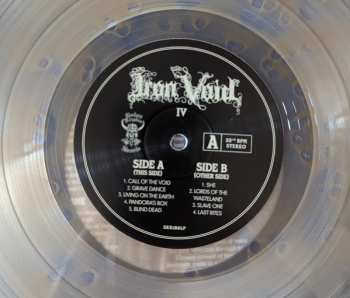 Iron Void
IV
A
33⅓ RPM
STEREO
SIDE A
(THIS SIDE)
1. CALL OF THE VOID
2. GRAVE DANCE
3. LIVING ON THE EARTH
4. PANDORA'S BOX
5. BLIND DEAD
SIDE B
(OTHER SIDE)
1. SHE
2. LORDS OF THE
WASTELAND
3. SLAVE ONE
4. LAST RITES